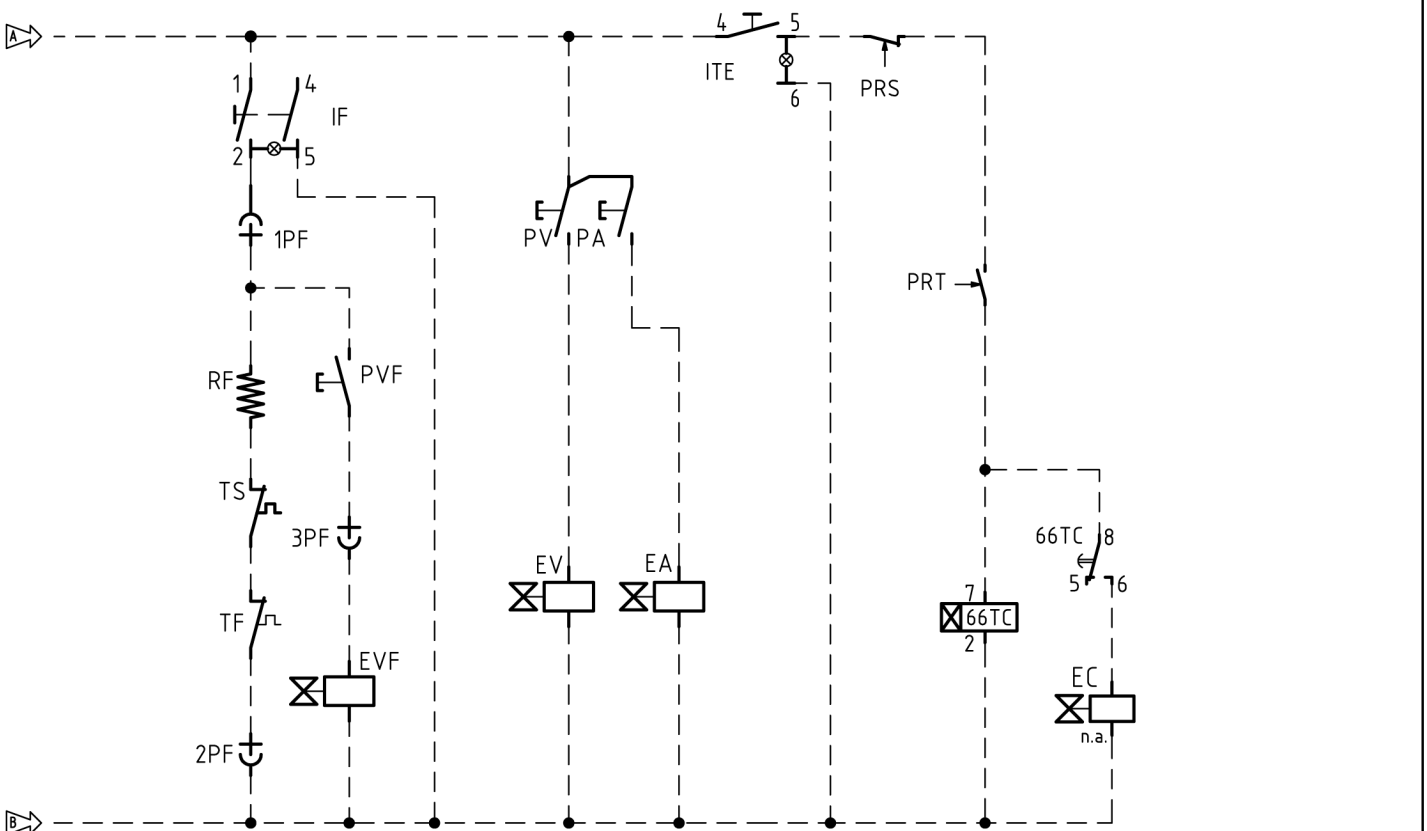 A
4 5
ITE
6
PRS
1 4
IF
2 5
1PF
PV PA
PRT
RF
PVF
TS
3PF
66TC 8
5 6
EV
EA
7
66TC
2
TF
EVF
EC
n.a.
2PF
B